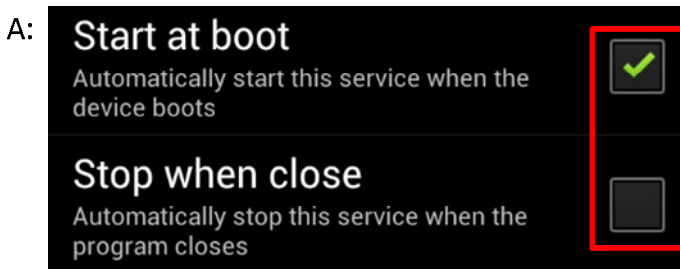 A:
Start at boot
Automatically start this service when the
device boots
Stop when close
Automatically stop this service when the
program closes